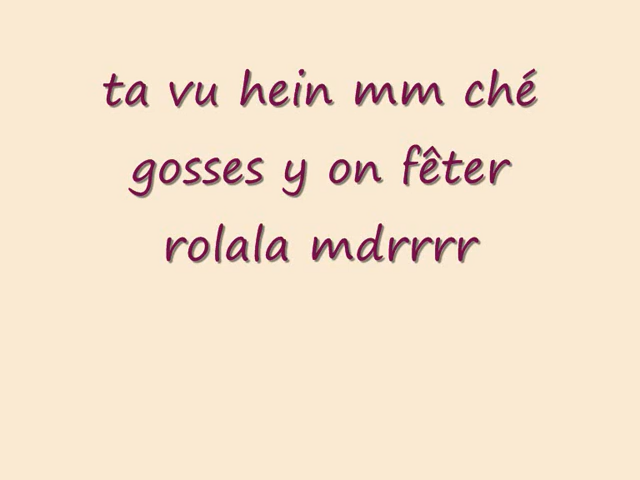 ta vu hein mm ché
gosses y on fêter
rolala mdrrrr